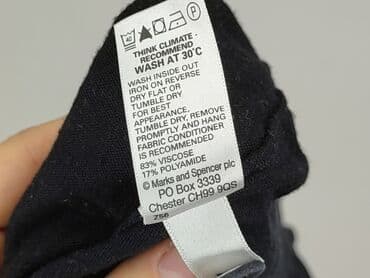 40 P
THINK CLIMATE -
RECOMMEND
WASH AT 30°C
WASH INSIDE OUT
IRON ON REVERSE
DRY FLAT OR
TUMBLE DRY
FOR BEST
APPEARANCE,
TUMBLE DRY. REMOVE
PROMPTLY AND HANG
FABRIC CONDITIONER
IS RECOMMENDED
83% VISCOSE
17% POLYAMIDE
© Marks and Spencer plc
PO Box 3339
Chester CH99 9QS
ZS6